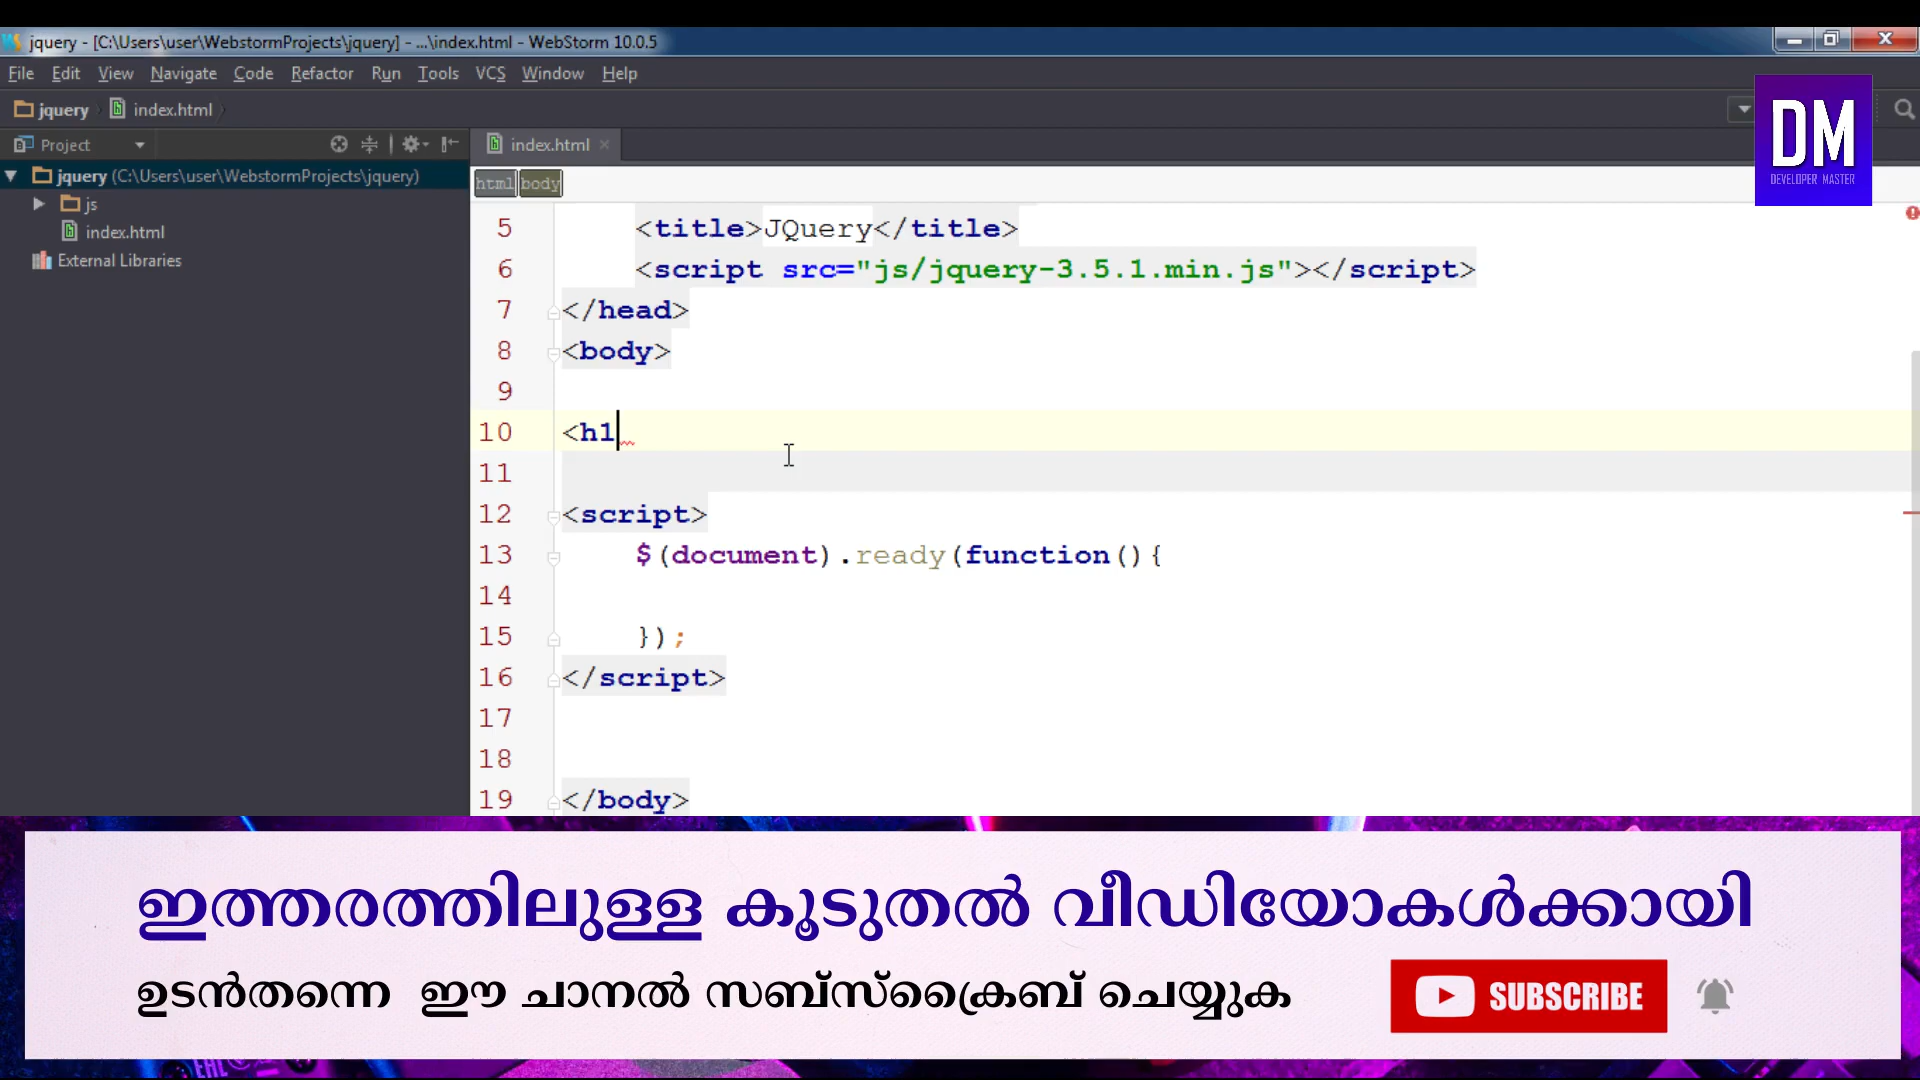 jquery - [C:\Users\user\WebstormProjects\jquery] - ...\index.html - WebStorm 10.0.5
File Edit View Navigate Code Refactor Run Tools VCS Window Help
jquery index.html
DM
DEVELOPER MASTER
Project
index.html
jquery (C:\Users\user\WebstormProjects\jquery)
js
index.html
External Libraries
html body
5 <title>JQuery</title>
6 <script src="js/jquery-3.5.1.min.js"></script>
7 </head>
8 <body>
9
10 <h1
11
12 <script>
13 $(document).ready(function(){
14
15 });
16 </script>
17
18
19 </body>
ഇത്തരത്തിലുള്ള കൂടുതൽ വീഡിയോകൾക്കായി
ഉടൻതന്നെ ഈ ചാനൽ സബ്സ്ക്രൈബ് ചെയ്യുക
SUBSCRIBE